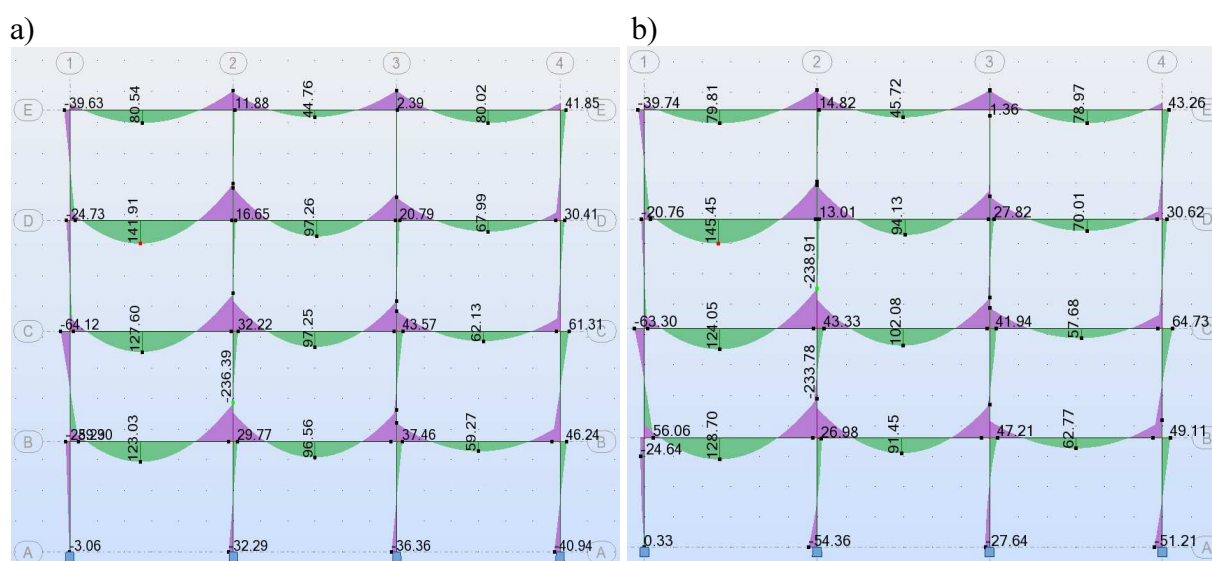 a)
1 2 3 4
E -39.63 80.54 11.88 44.76 2.39 80.02 41.85 E
D -24.73 141.91 16.65 97.26 20.79 67.99 30.41 D
C -64.12 127.60 32.22 97.25 43.57 62.13 61.31 C
-236.39
B 123.03 29.77 96.56 37.46 59.27 46.24 B
A -3.06 -32.29 -36.36 -40.94 A
b)
1 2 3 4
E -39.74 79.81 14.82 45.72 1.36 78.97 43.26 E
D -20.76 145.45 13.01 94.13 27.82 70.01 30.62 D
-238.91
C -63.30 124.05 43.33 102.08 41.94 57.68 64.73 C
-233.78
B 56.06 128.70 26.98 91.45 47.21 62.77 49.11 B
-24.64
A 0.33 -54.36 -27.64 -51.21 A